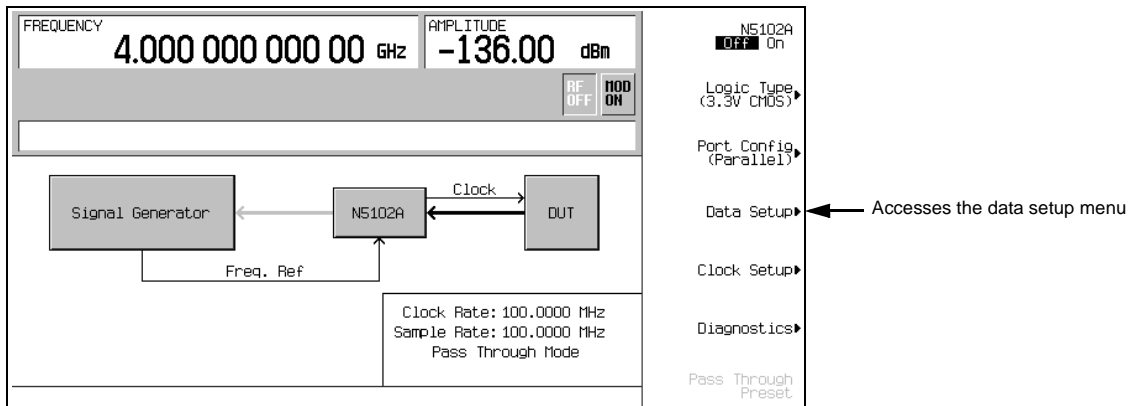 FREQUENCY
4.000 000 000 00 GHz
AMPLITUDE
-136.00 dBm
RF
OFF
MOD
ON
N5102A
Off On
Logic Type
(3.3V CMOS)
Port Config
(Parallel)
Data Setup
Accesses the data setup menu
Clock Setup
Diagnostics
Pass Through
Preset
Signal Generator
N5102A
Clock
DUT
Freq. Ref
Clock Rate: 100.0000 MHz
Sample Rate: 100.0000 MHz
Pass Through Mode